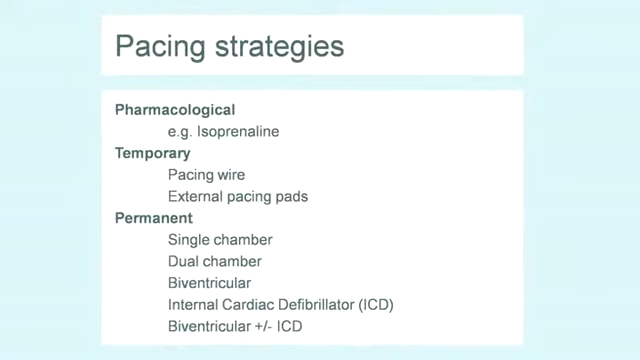 Pacing strategies
Pharmacological
e.g. Isoprenaline
Temporary
Pacing wire
External pacing pads
Permanent
Single chamber
Dual chamber
Biventricular
Internal Cardiac Defibrillator (ICD)
Biventricular +/- ICD